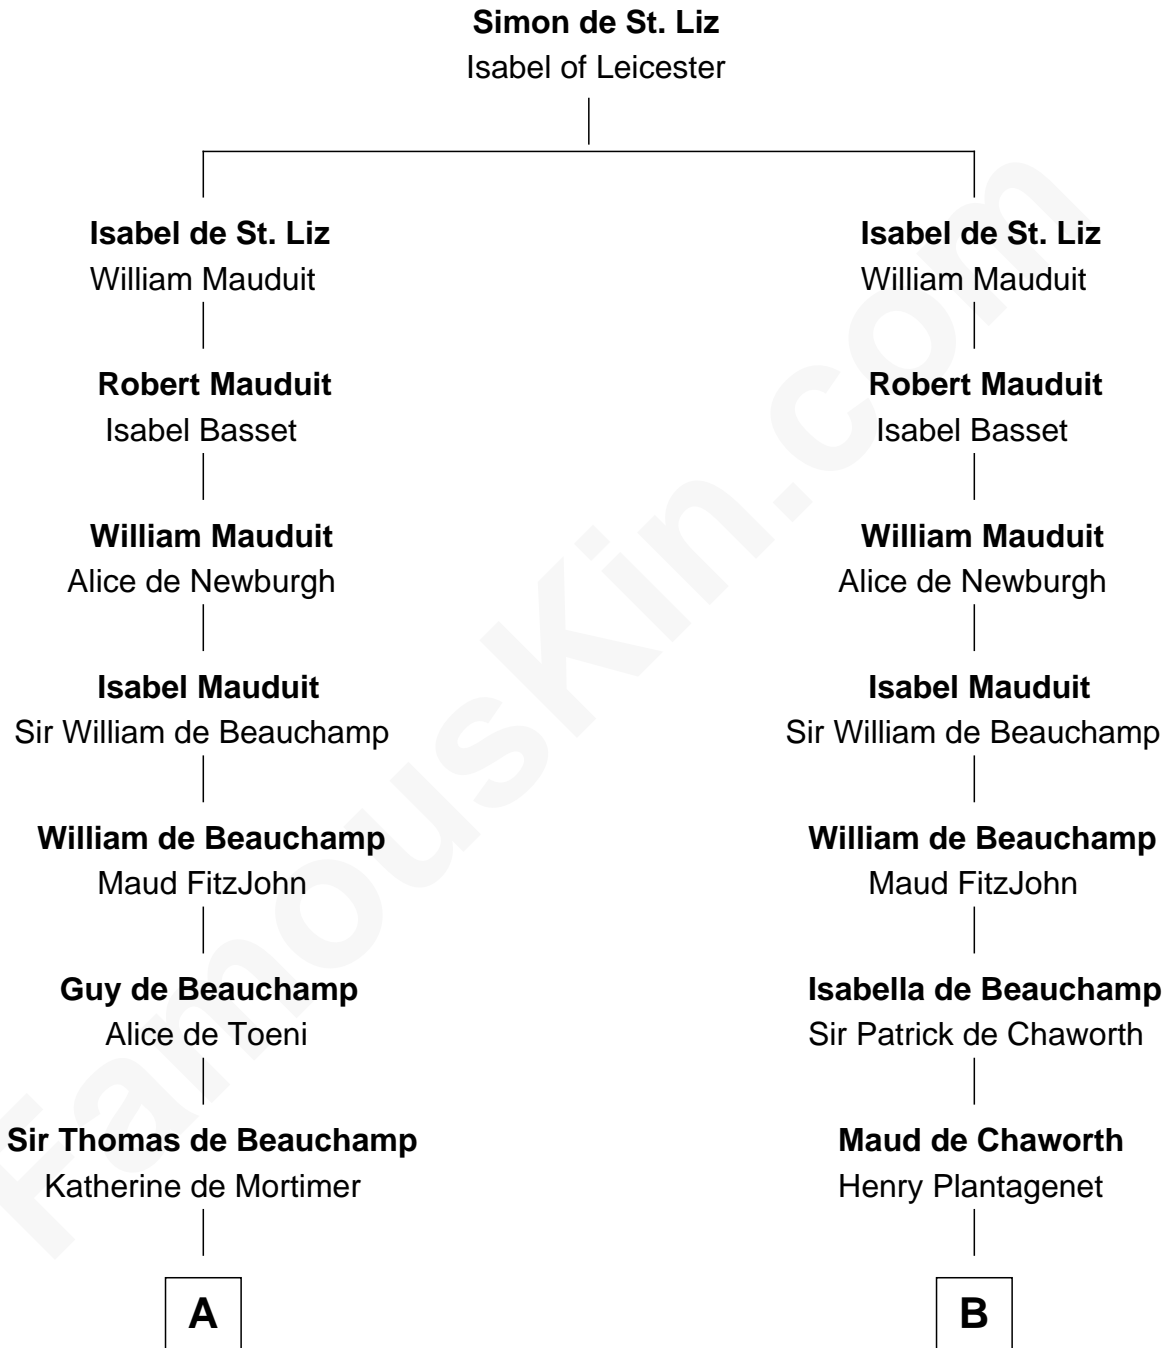 Simon de St. Liz
Isabel of Leicester
Isabel de St. Liz
William Mauduit
Isabel de St. Liz
William Mauduit
Robert Mauduit
Isabel Basset
Robert Mauduit
Isabel Basset
William Mauduit
Alice de Newburgh
William Mauduit
Alice de Newburgh
Isabel Mauduit
Sir William de Beauchamp
Isabel Mauduit
Sir William de Beauchamp
William de Beauchamp
Maud FitzJohn
William de Beauchamp
Maud FitzJohn
Guy de Beauchamp
Alice de Toeni
Isabella de Beauchamp
Sir Patrick de Chaworth
Sir Thomas de Beauchamp
Katherine de Mortimer
Maud de Chaworth
Henry Plantagenet
A
B
FamousKin.com